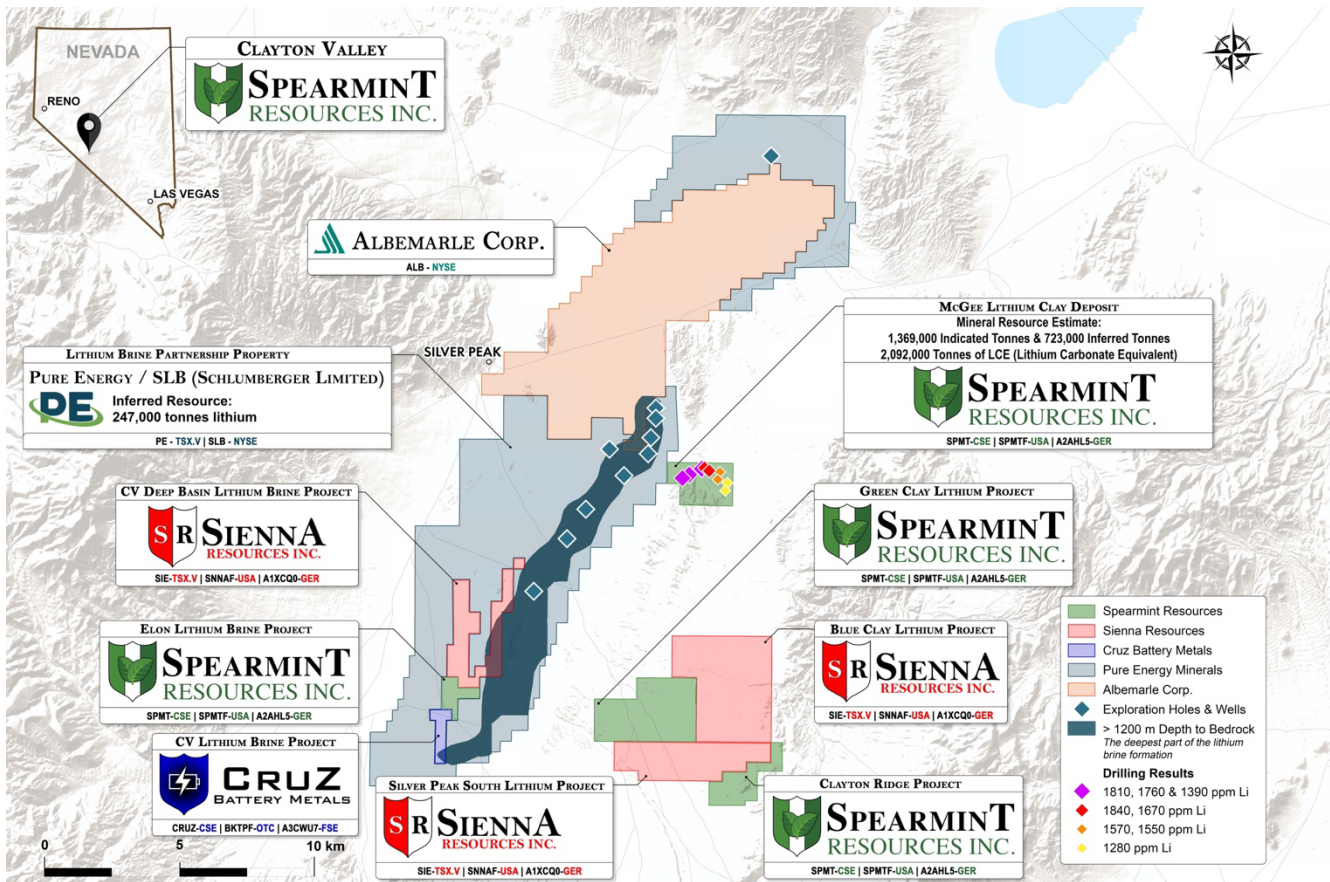 NEVADA
RENO
LAS VEGAS
CLAYTON VALLEY
SPEARMINT
RESOURCES INC.
ALBEMARLE CORP.
ALB - NYSE
SILVER PEAK
LITHIUM BRINE PARTNERSHIP PROPERTY
PURE ENERGY / SLB (SCHLUMBERGER LIMITED)
PE
Inferred Resource:
247,000 tonnes lithium
PE - TSX.V | SLB - NYSE
MCGEE LITHIUM CLAY DEPOSIT
Mineral Resource Estimate:
1,369,000 Indicated Tonnes & 723,000 Inferred Tonnes
2,092,000 Tonnes of LCE (Lithium Carbonate Equivalent)
SPEARMINT
RESOURCES INC.
SPMT-CSE | SPMTF-USA | A2AHL5-GER
CV DEEP BASIN LITHIUM BRINE PROJECT
SR SIENNA
RESOURCES INC.
SIE-TSX.V | SNNAF-USA | A1XCQ0-GER
GREEN CLAY LITHIUM PROJECT
SPEARMINT
RESOURCES INC.
SPMT-CSE | SPMTF-USA | A2AHL5-GER
ELON LITHIUM BRINE PROJECT
SPEARMINT
RESOURCES INC.
SPMT-CSE | SPMTF-USA | A2AHL5-GER
BLUE CLAY LITHIUM PROJECT
SR SIENNA
RESOURCES INC.
SIE-TSX.V | SNNAF-USA | A1XCQ0-GER
CV LITHIUM BRINE PROJECT
CRUZ
BATTERY METALS
CRUZ-CSE | BKTPF-OTC | A3CWU7-FSE
SILVER PEAK SOUTH LITHIUM PROJECT
SR SIENNA
RESOURCES INC.
SIE-TSX.V | SNNAF-USA | A1XCQ0-GER
CLAYTON RIDGE PROJECT
SPEARMINT
RESOURCES INC.
SPMT-CSE | SPMTF-USA | A2AHL5-GER
Spearmint Resources
Sienna Resources
Cruz Battery Metals
Pure Energy Minerals
Albemarle Corp.
Exploration Holes & Wells
> 1200 m Depth to Bedrock
The deepest part of the lithium
brine formation
Drilling Results
1810, 1760 & 1390 ppm Li
1840, 1670 ppm Li
1570, 1550 ppm Li
1280 ppm Li
0 5 10 km